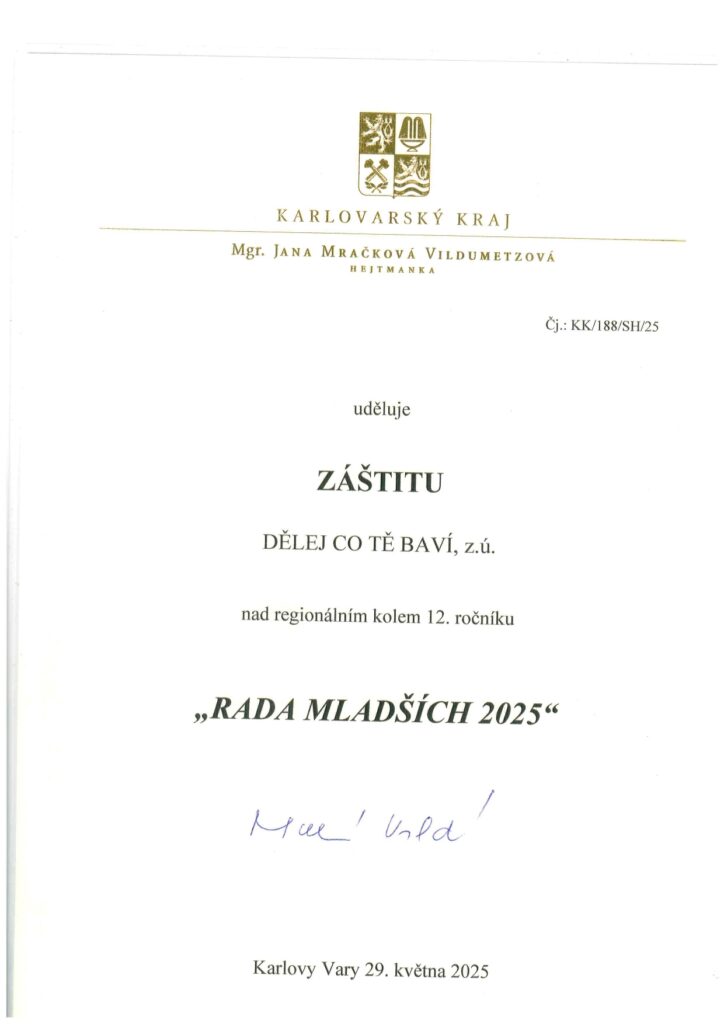 KARLOVARSKÝ KRAJ
Mgr. JANA MRAČKOVÁ VILDUMETZOVÁ
HEJTMANKA
Čj.: KK/188/SH/25
uděluje
ZÁŠTITU
DĚLEJ CO TĚ BAVÍ, z.ú.
nad regionálním kolem 12. ročníku
„RADA MLADŠÍCH 2025“
Karlovy Vary 29. května 2025